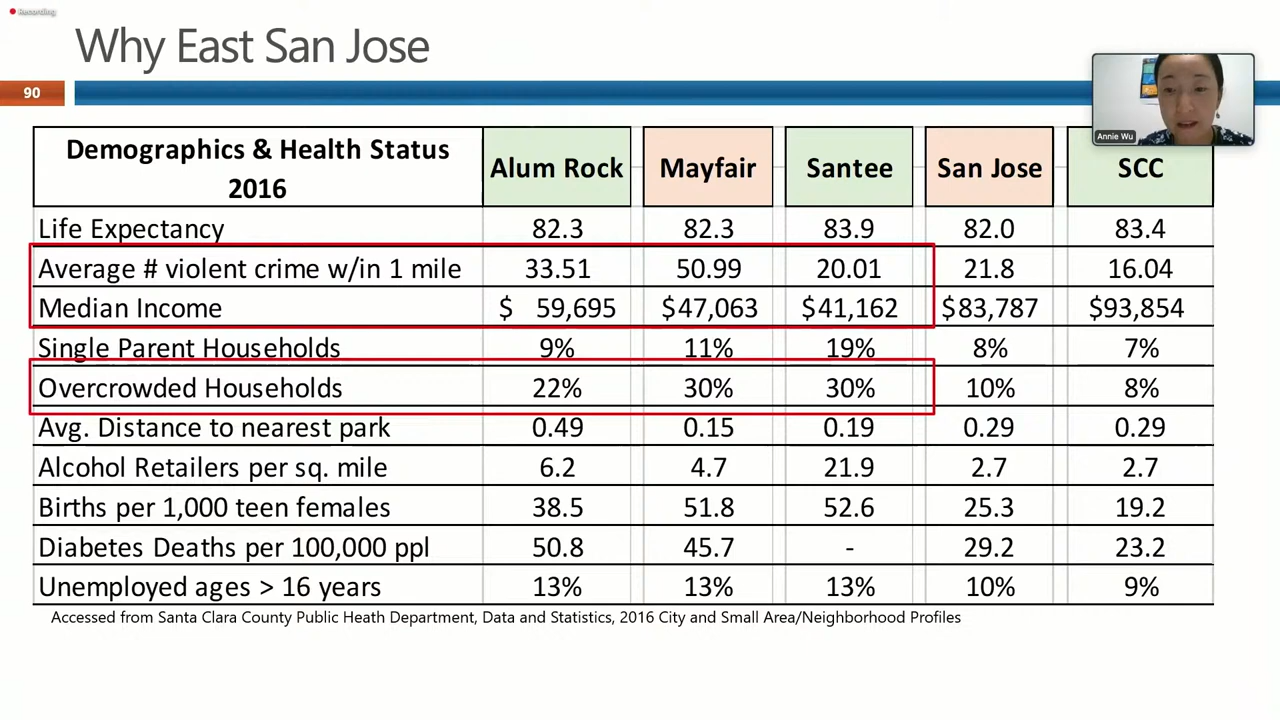 Recording
Why East San Jose
90
Annie Wu
Demographics & Health Status
2016
Alum Rock Mayfair Santee San Jose SCC
Life Expectancy 82.3 82.3 83.9 82.0 83.4
Average # violent crime w/in 1 mile 33.51 50.99 20.01 21.8 16.04
Median Income $ 59,695 $47,063 $41,162 $83,787 $93,854
Single Parent Households 9% 11% 19% 8% 7%
Overcrowded Households 22% 30% 30% 10% 8%
Avg. Distance to nearest park 0.49 0.15 0.19 0.29 0.29
Alcohol Retailers per sq. mile 6.2 4.7 21.9 2.7 2.7
Births per 1,000 teen females 38.5 51.8 52.6 25.3 19.2
Diabetes Deaths per 100,000 ppl 50.8 45.7 - 29.2 23.2
Unemployed ages > 16 years 13% 13% 13% 10% 9%
Accessed from Santa Clara County Public Heath Department, Data and Statistics, 2016 City and Small Area/Neighborhood Profiles